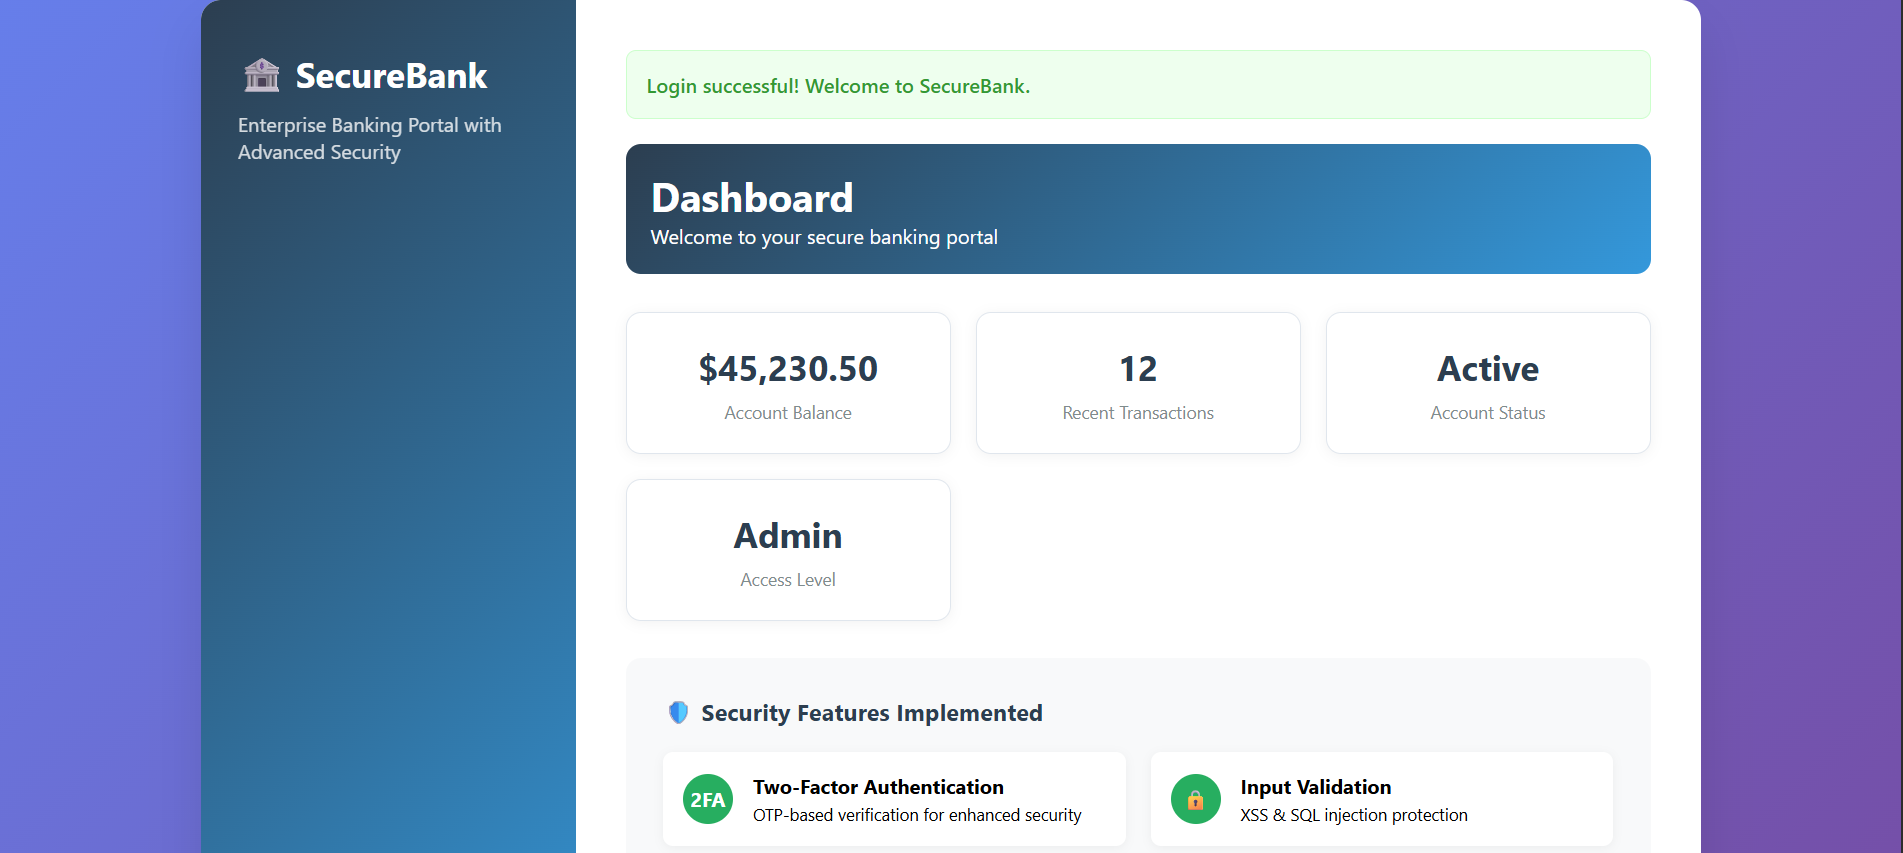 SecureBank
Enterprise Banking Portal with
Advanced Security
Login successful! Welcome to SecureBank.
Dashboard
Welcome to your secure banking portal
$45,230.50
Account Balance
12
Recent Transactions
Active
Account Status
Admin
Access Level
Security Features Implemented
2FA
Two-Factor Authentication
OTP-based verification for enhanced security
Input Validation
XSS & SQL injection protection